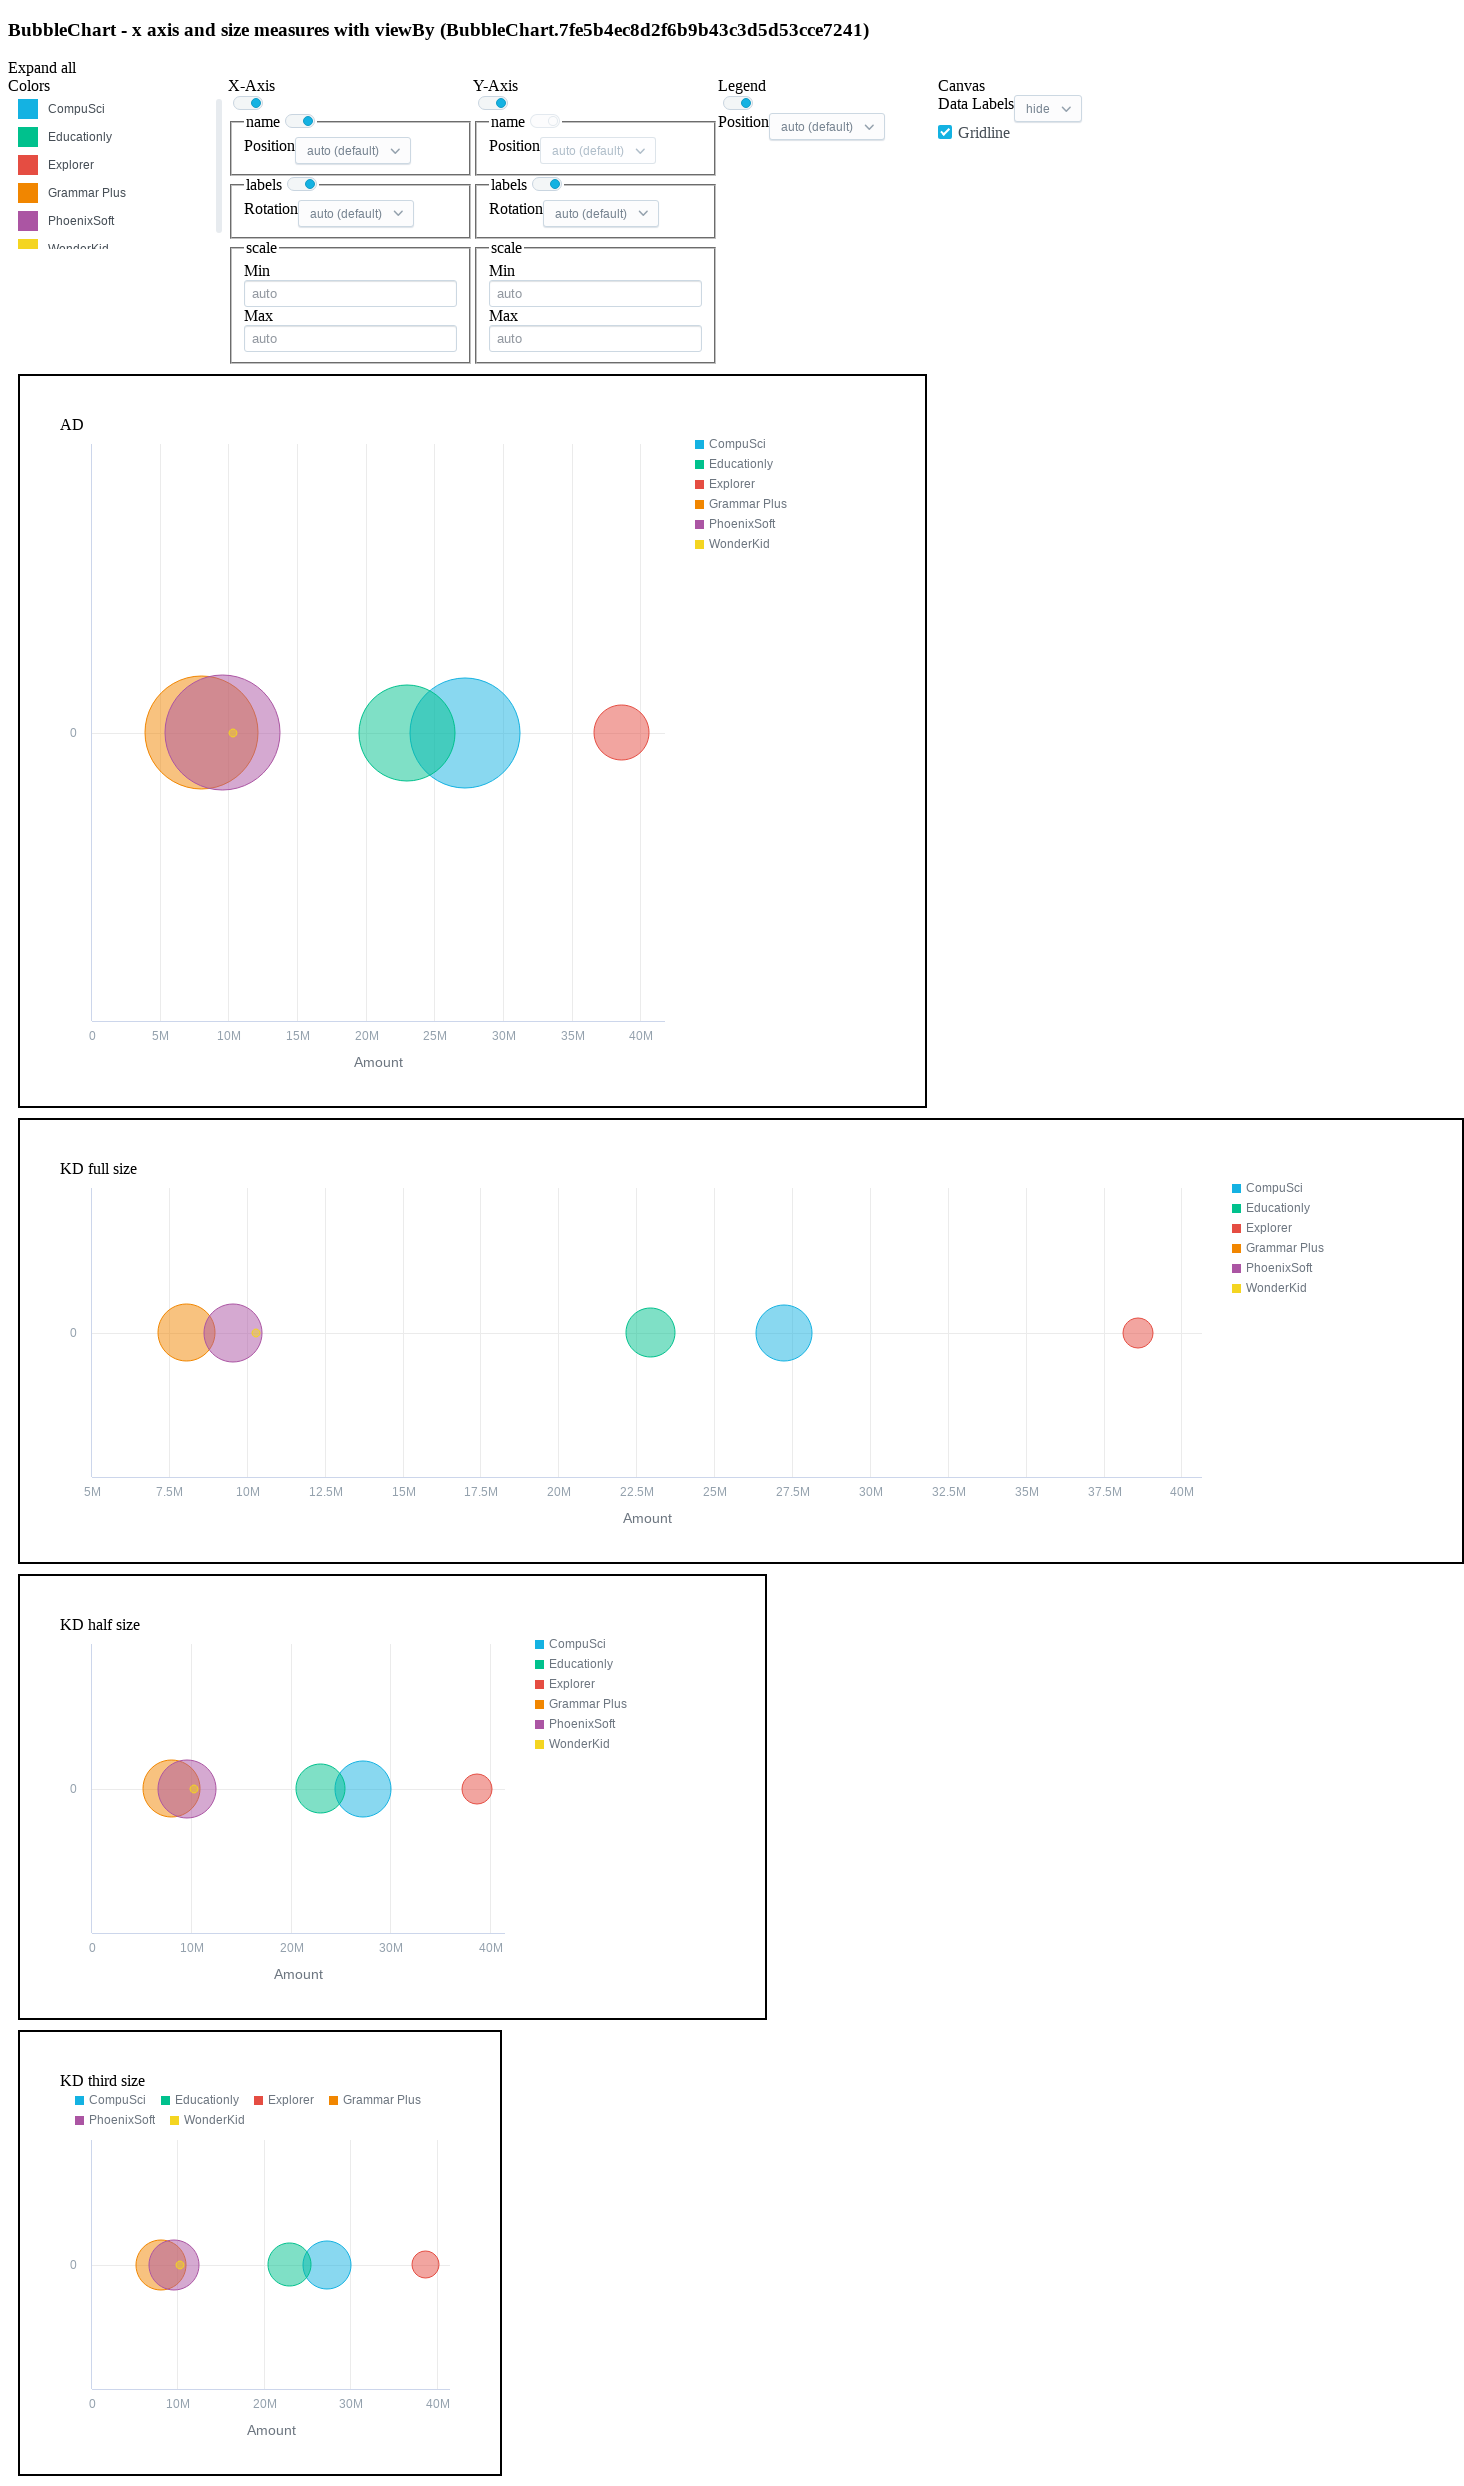 BubbleChart - x axis and size measures with viewBy (BubbleChart.7fe5b4ec8d2f6b9b43c3d5d53cce7241)
Expand all
Colors
CompuSci
Educationly
Explorer
Grammar Plus
PhoenixSoft
WonderKid
X-Axis
name
Position auto (default)
labels
Rotation auto (default)
scale
Min
auto
Max
auto
Y-Axis
name
Position auto (default)
labels
Rotation auto (default)
scale
Min
auto
Max
auto
Legend
Position auto (default)
Canvas
Data Labels hide
Gridline
AD
CompuSci
Educationly
Explorer
Grammar Plus
PhoenixSoft
WonderKid
0
0 5M 10M 15M 20M 25M 30M 35M 40M
Amount
KD full size
CompuSci
Educationly
Explorer
Grammar Plus
PhoenixSoft
WonderKid
0
5M 7.5M 10M 12.5M 15M 17.5M 20M 22.5M 25M 27.5M 30M 32.5M 35M 37.5M 40M
Amount
KD half size
CompuSci
Educationly
Explorer
Grammar Plus
PhoenixSoft
WonderKid
0
0 10M 20M 30M 40M
Amount
KD third size
CompuSci Educationly Explorer Grammar Plus
PhoenixSoft WonderKid
0
0 10M 20M 30M 40M
Amount